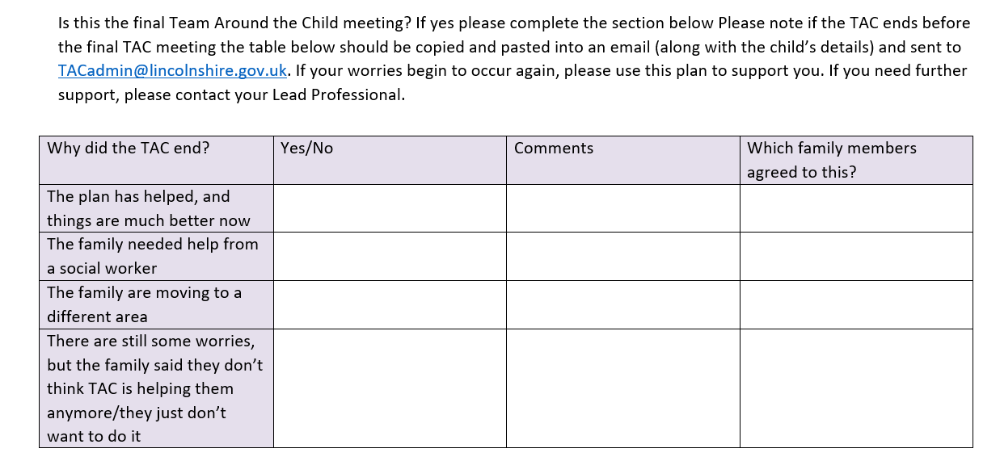 Is this the final Team Around the Child meeting? If yes please complete the section below Please note if the TAC ends before
the final TAC meeting the table below should be copied and pasted into an email (along with the child’s details) and sent to
TACadmin@lincolnshire.gov.uk. If your worries begin to occur again, please use this plan to support you. If you need further
support, please contact your Lead Professional.
Why did the TAC end?
Yes/No
Comments
Which family members
agreed to this?
The plan has helped, and
things are much better now
The family needed help from
a social worker
The family are moving to a
different area
There are still some worries,
but the family said they don’t
think TAC is helping them
anymore/they just don’t
want to do it